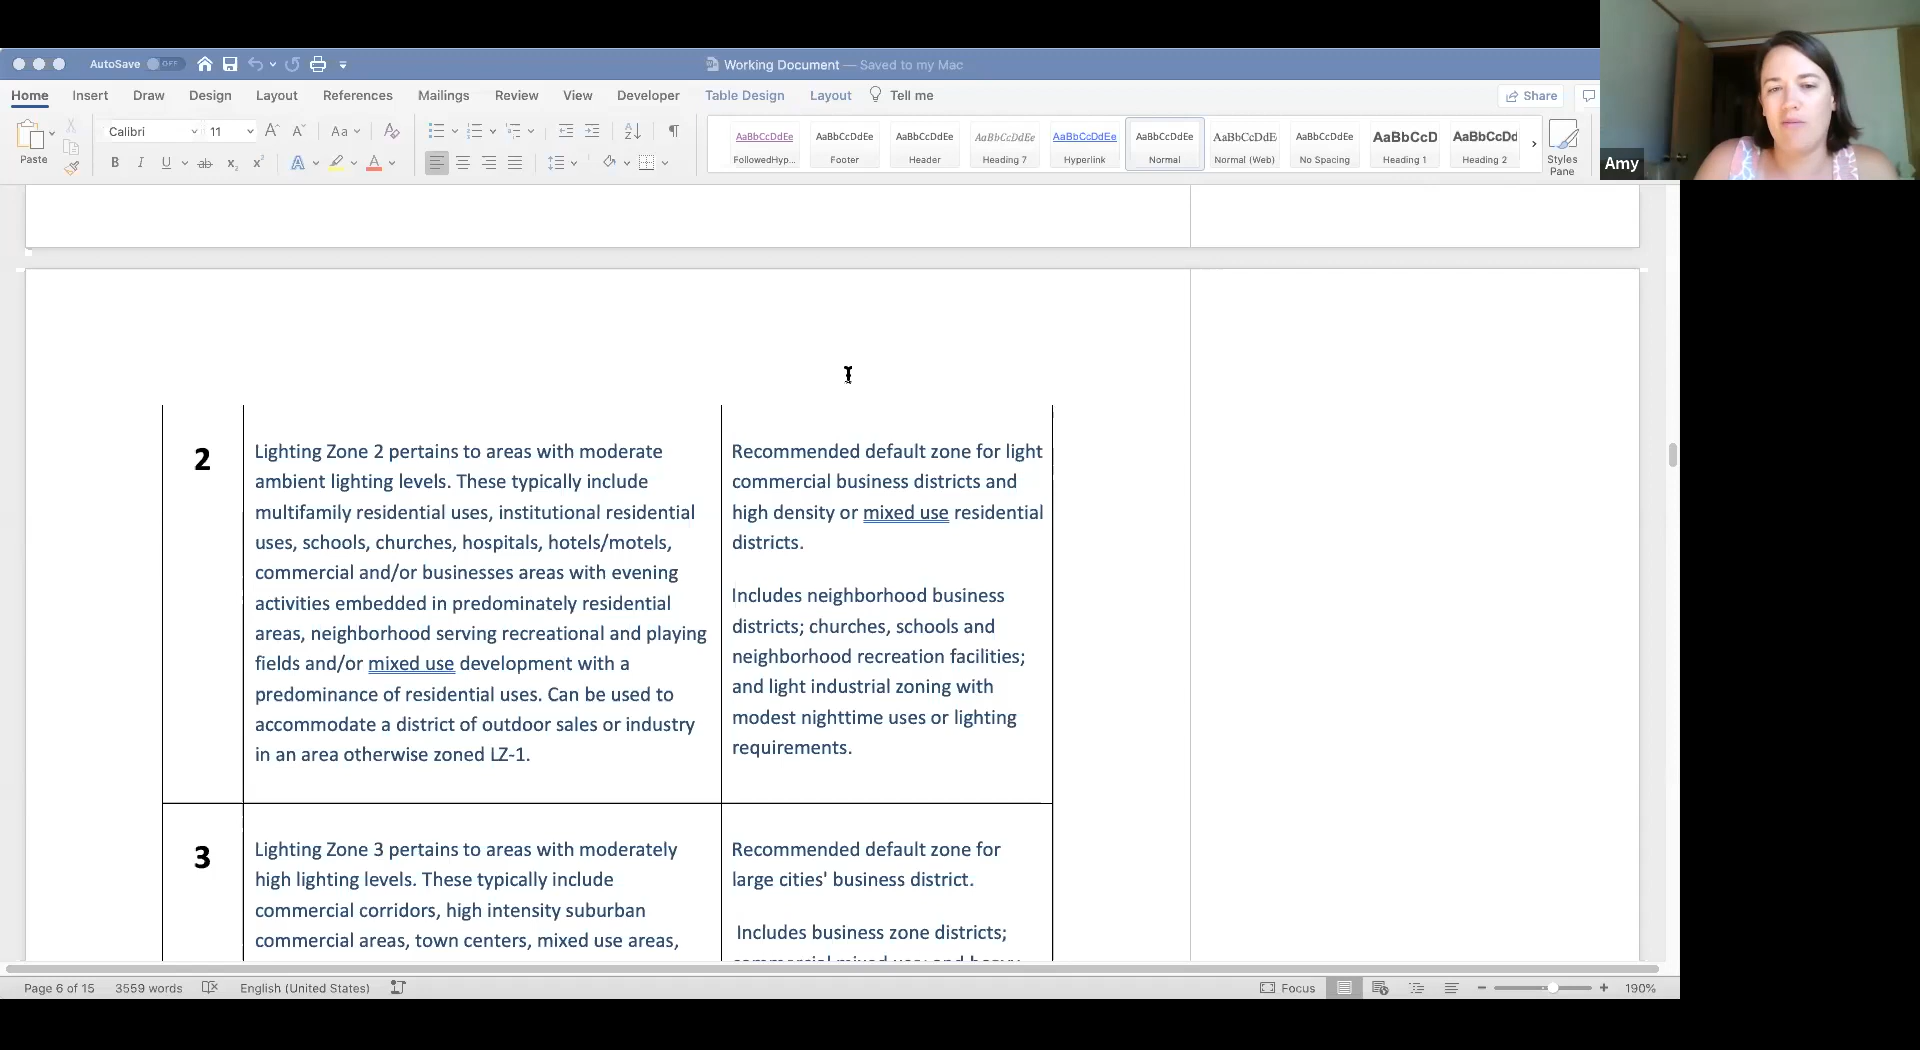 AutoSave OFF
Working Document — Saved to my Mac
Home Insert Draw Design Layout References Mailings Review View Developer Table Design Layout Tell me
Share
Paste
Calibri 11
AaBbCcDdEe AaBbCcDdEe AaBbCcDdEe AaBbCcDdEe AaBbCcDdEe AaBbCcDdEe AaBbCcDdE AaBbCcDdEe AaBbCcD AaBbCcDd
FollowedHyp... Footer Header Heading 7 Hyperlink Normal Normal (Web) No Spacing Heading 1 Heading 2
Styles
Pane
Amy
2
Lighting Zone 2 pertains to areas with moderate
ambient lighting levels. These typically include
multifamily residential uses, institutional residential
uses, schools, churches, hospitals, hotels/motels,
commercial and/or businesses areas with evening
activities embedded in predominately residential
areas, neighborhood serving recreational and playing
fields and/or mixed use development with a
predominance of residential uses. Can be used to
accommodate a district of outdoor sales or industry
in an area otherwise zoned LZ-1.
Recommended default zone for light
commercial business districts and
high density or mixed use residential
districts.
Includes neighborhood business
districts; churches, schools and
neighborhood recreation facilities;
and light industrial zoning with
modest nighttime uses or lighting
requirements.
3
Lighting Zone 3 pertains to areas with moderately
high lighting levels. These typically include
commercial corridors, high intensity suburban
commercial areas, town centers, mixed use areas,
Recommended default zone for
large cities' business district.
Includes business zone districts;
Page 6 of 15 3559 words English (United States) Focus 190%